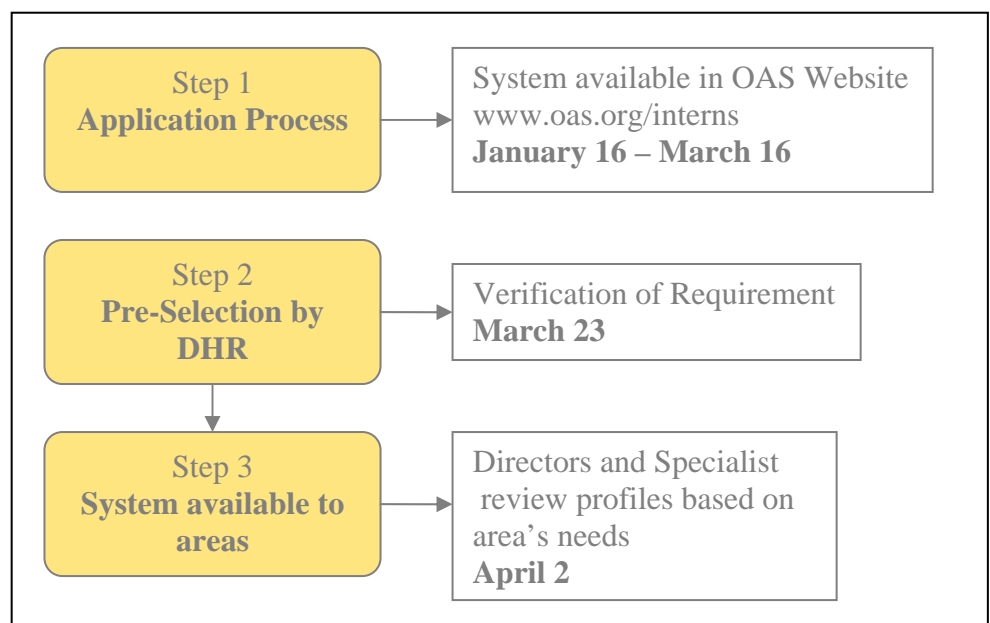 Step 1
Application Process
System available in OAS Website
www.oas.org/interns
January 16 – March 16
Step 2
Pre-Selection by
DHR
Verification of Requirement
March 23
Step 3
System available to
areas
Directors and Specialist
review profiles based on
area’s needs
April 2